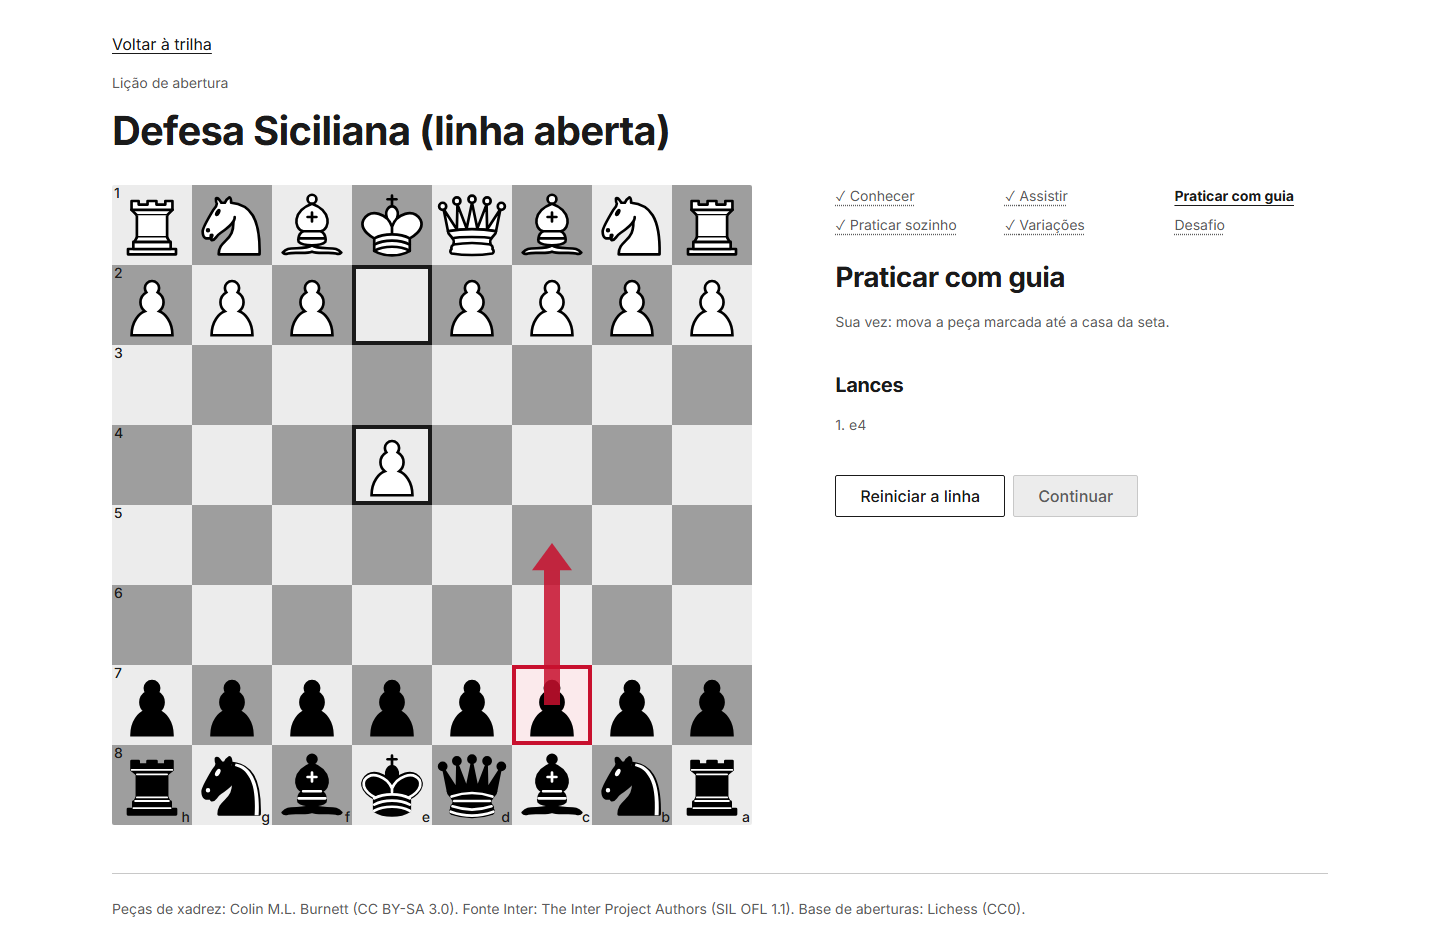 Voltar à trilha
Lição de abertura
Defesa Siciliana (linha aberta)
1
2
3
4
5
6
7
8
h g f e d c b a
✓ Conhecer ✓ Assistir Praticar com guia
✓ Praticar sozinho ✓ Variações Desafio
Praticar com guia
Sua vez: mova a peça marcada até a casa da seta.
Lances
1. e4
Reiniciar a linha Continuar
Peças de xadrez: Colin M.L. Burnett (CC BY-SA 3.0). Fonte Inter: The Inter Project Authors (SIL OFL 1.1). Base de aberturas: Lichess (CC0).